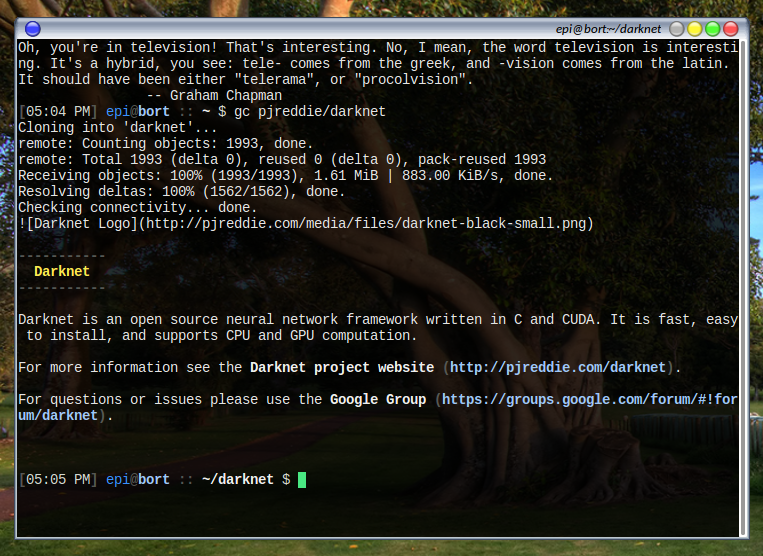 epi@bort:~/darknet
Oh, you're in television! That's interesting. No, I mean, the word television is interesti
ng. It's a hybrid, you see: tele- comes from the greek, and -vision comes from the latin.
It should have been either "telerama", or "procolvision".
                -- Graham Chapman
[05:04 PM] epi@bort :: ~ $ gc pjreddie/darknet
Cloning into 'darknet'...
remote: Counting objects: 1993, done.
remote: Total 1993 (delta 0), reused 0 (delta 0), pack-reused 1993
Receiving objects: 100% (1993/1993), 1.61 MiB | 883.00 KiB/s, done.
Resolving deltas: 100% (1562/1562), done.
Checking connectivity... done.
![Darknet Logo](http://pjreddie.com/media/files/darknet-black-small.png)
-----------
  Darknet
-----------
Darknet is an open source neural network framework written in C and CUDA. It is fast, easy
 to install, and supports CPU and GPU computation.
For more information see the Darknet project website (http://pjreddie.com/darknet).
For questions or issues please use the Google Group (https://groups.google.com/forum/#!for
um/darknet).
[05:05 PM] epi@bort :: ~/darknet $